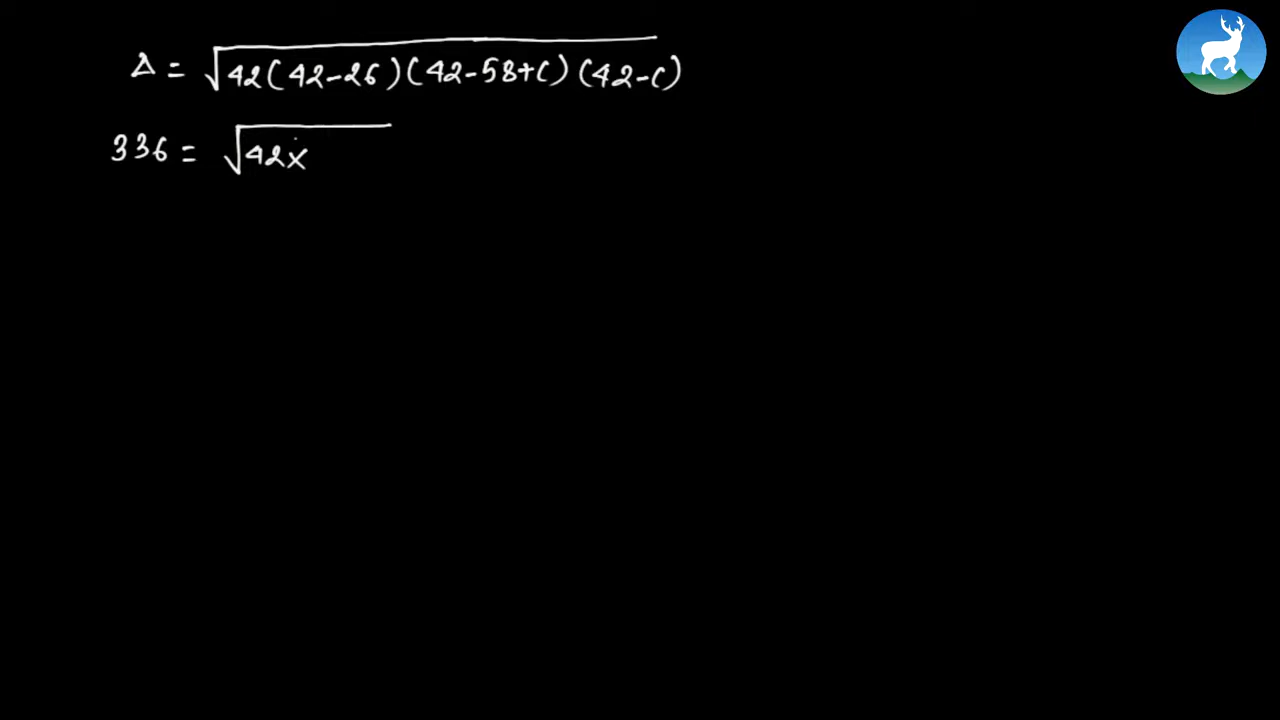 Δ = √42(42-26)(42-58+c)(42-c)
336 = √42×